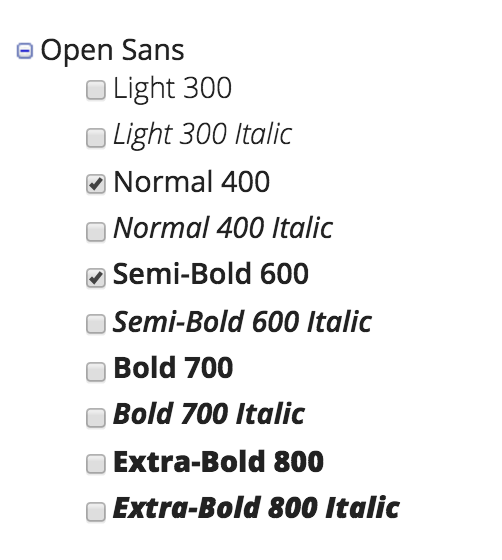 Open Sans
Light 300
Light 300 Italic
Normal 400
Normal 400 Italic
Semi-Bold 600
Semi-Bold 600 Italic
Bold 700
Bold 700 Italic
Extra-Bold 800
Extra-Bold 800 Italic